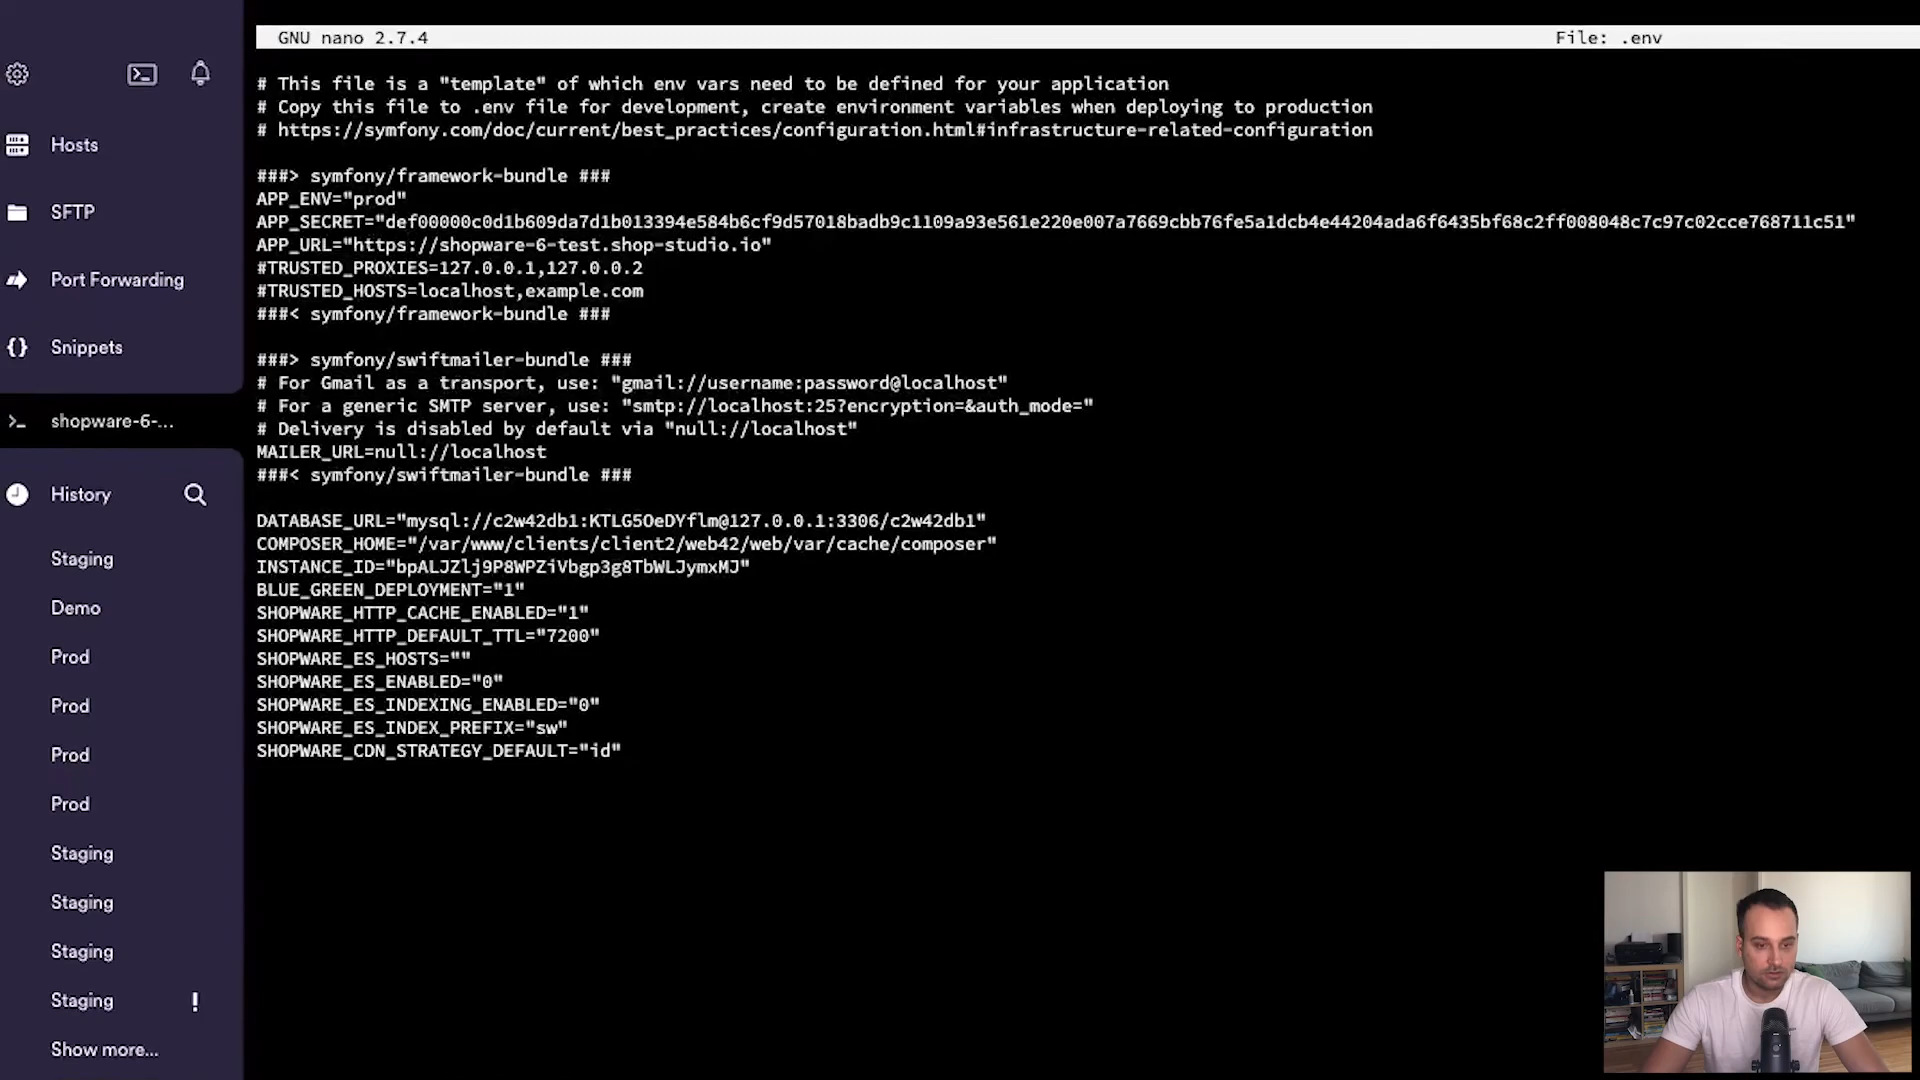 GNU nano 2.7.4 File: .env
# This file is a "template" of which env vars need to be defined for your application
# Copy this file to .env file for development, create environment variables when deploying to production
# https://symfony.com/doc/current/best_practices/configuration.html#infrastructure-related-configuration
###> symfony/framework-bundle ###
APP_ENV="prod"
APP_SECRET="def00000c0d1b609da7d1b013394e584b6cf9d57018badb9c1109a93e561e220e007a7669cbb76fe5a1dcb4e44204ada6f6435bf68c2ff008048c7c97c02cce768711c51"
APP_URL="https://shopware-6-test.shop-studio.io"
#TRUSTED_PROXIES=127.0.0.1,127.0.0.2
#TRUSTED_HOSTS=localhost,example.com
###< symfony/framework-bundle ###
###> symfony/swiftmailer-bundle ###
# For Gmail as a transport, use: "gmail://username:password@localhost"
# For a generic SMTP server, use: "smtp://localhost:25?encryption=&auth_mode="
# Delivery is disabled by default via "null://localhost"
MAILER_URL=null://localhost
###< symfony/swiftmailer-bundle ###
DATABASE_URL="mysql://c2w42db1:KTLG5OeDYflm@127.0.0.1:3306/c2w42db1"
COMPOSER_HOME="/var/www/clients/client2/web42/web/var/cache/composer"
INSTANCE_ID="bpALJZlj9P8WPZiVbgp3g8TbWLJymxMJ"
BLUE_GREEN_DEPLOYMENT="1"
SHOPWARE_HTTP_CACHE_ENABLED="1"
SHOPWARE_HTTP_DEFAULT_TTL="7200"
SHOPWARE_ES_HOSTS=""
SHOPWARE_ES_ENABLED="0"
SHOPWARE_ES_INDEXING_ENABLED="0"
SHOPWARE_ES_INDEX_PREFIX="sw"
SHOPWARE_CDN_STRATEGY_DEFAULT="id"
Hosts
SFTP
Port Forwarding
Snippets
shopware-6-...
History
Staging
Demo
Prod
Prod
Prod
Prod
Staging
Staging
Staging
Staging !
Show more...